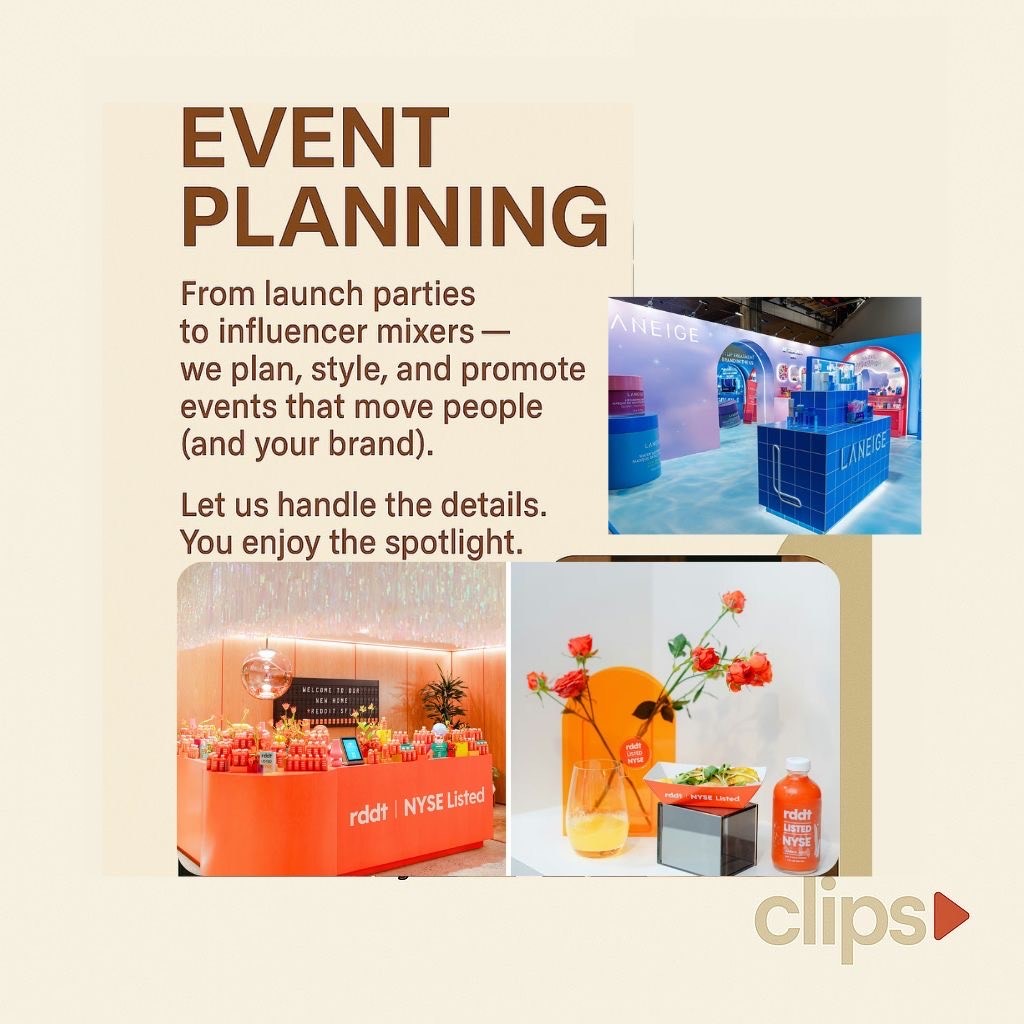 EVENT
PLANNING
From launch parties
to influencer mixers —
we plan, style, and promote
events that move people
(and your brand).
Let us handle the details.
You enjoy the spotlight.
ANEIGE
LANEIGE
L
WELCOME TO OUR
NEW HOME
rddt | NYSE Listed
rddt
LISTED
NYSE
rddt | NYSE Listed
rddt
LISTED
NYSE
clips